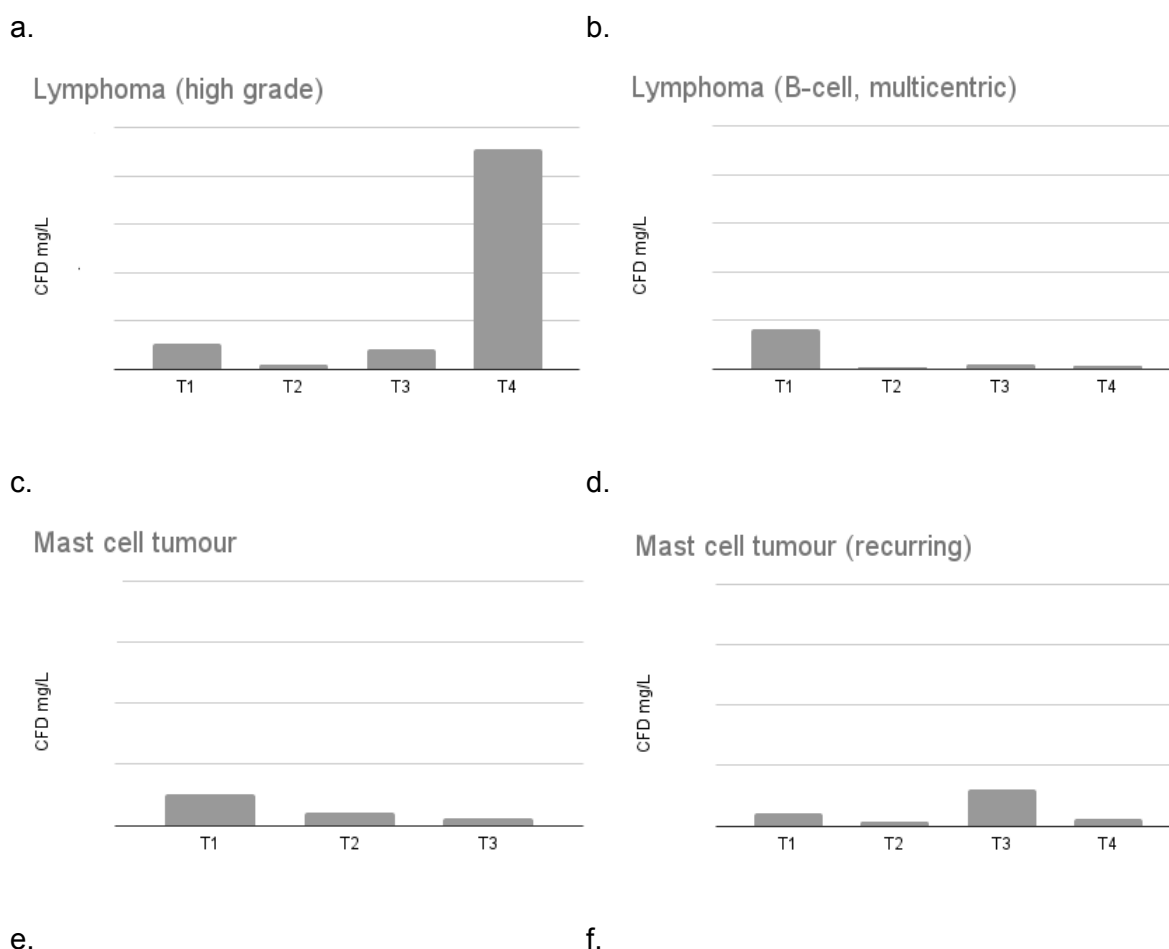 a.
b.
Lymphoma (high grade)
Lymphoma (B-cell, multicentric)
CFD mg/L
CFD mg/L
T1 T2 T3 T4
T1 T2 T3 T4
c.
d.
Mast cell tumour
Mast cell tumour (recurring)
CFD mg/L
CFD mg/L
T1 T2 T3
T1 T2 T3 T4
e.
f.